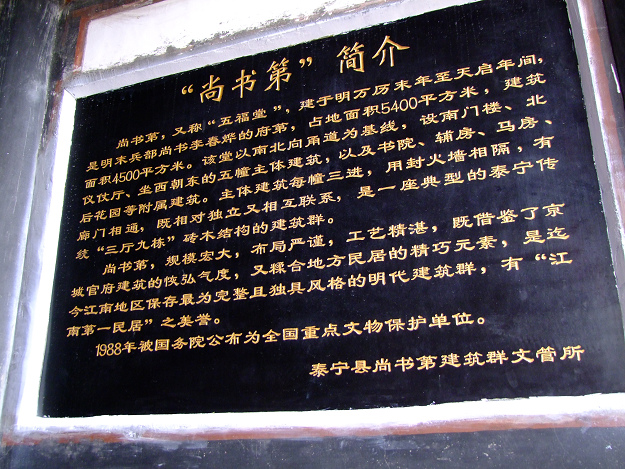 “尚书第” 简介
尚书第，又称“五福堂”，建于明万历末年至天启年间，
是明末兵部尚书李春烨的府第，占地面积5400平方米，建筑
面积4500平方米。该堂以南北向甬道为基线，设南门楼、北
仪仗厅、坐西朝东的五幢主体建筑，以及书院、辅房、马房、
后花园等附属建筑。主体建筑每幢三进，用封火墙相隔，有
廊门相通，既相对独立又相互联系，是一座典型的泰宁传
统“三厅九栋”砖木结构的建筑群。
尚书第，规模宏大，布局严谨，工艺精湛，既借鉴了京
城官府建筑的恢弘气度，又糅合地方民居的精巧元素，是迄
今江南地区保存最为完整且独具风格的明代建筑群，有“江
南第一民居”之美誉。
1988年被国务院公布为全国重点文物保护单位。
泰宁县尚书第建筑群文管所